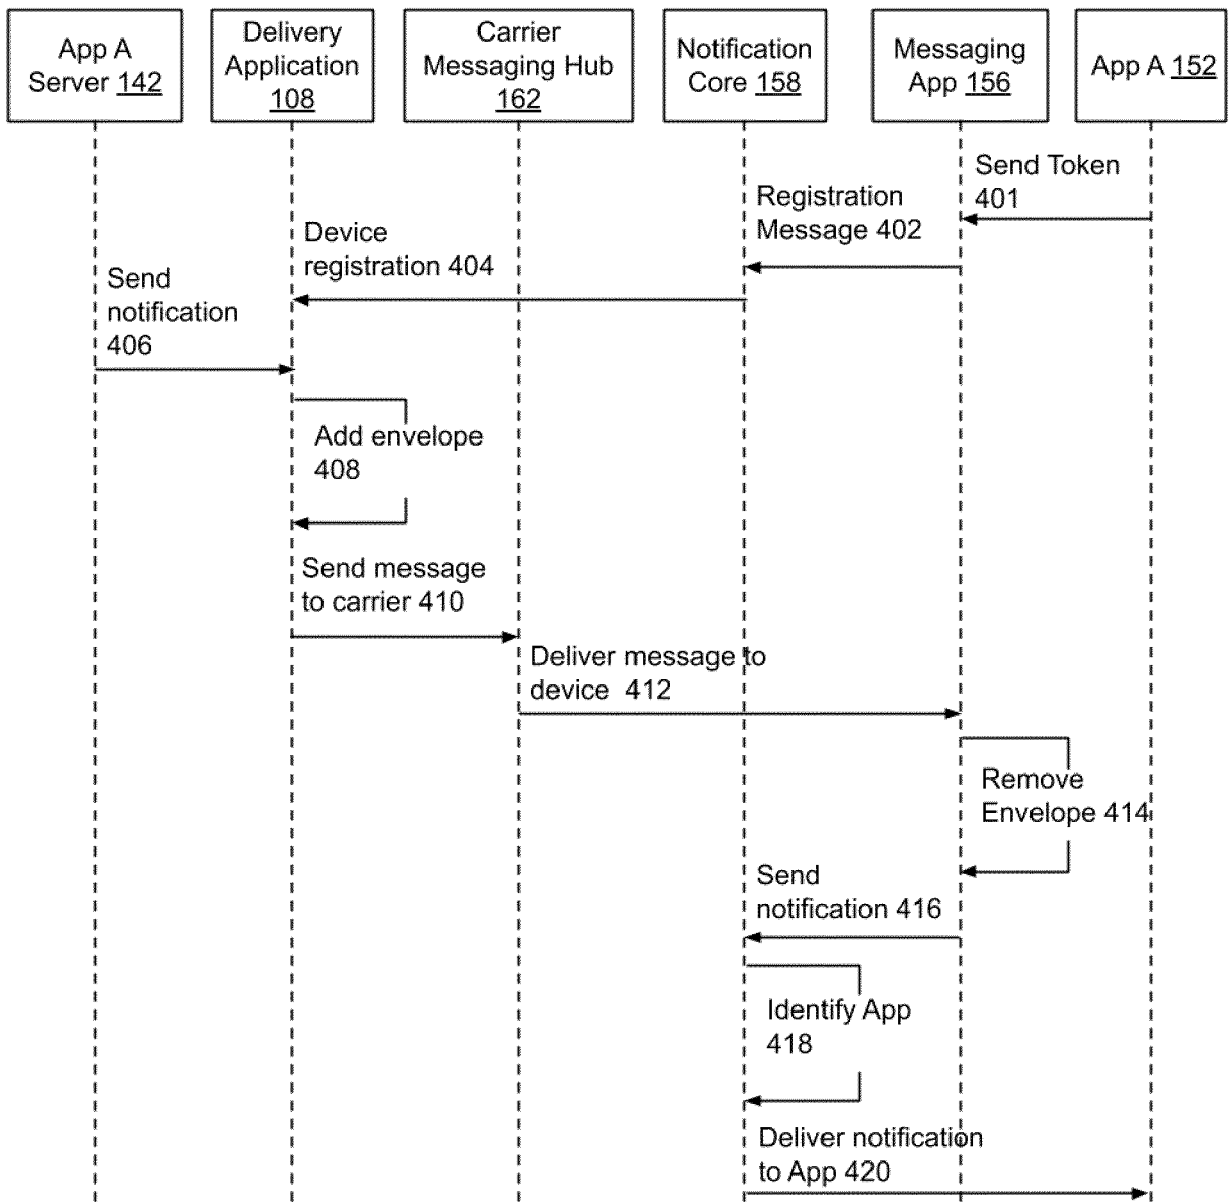 App A
Server 142
Delivery
Application
108
Carrier
Messaging Hub
162
Notification
Core 158
Messaging
App 156
App A 152
Send Token
401
Registration
Message 402
Device
registration 404
Send
notification
406
Add envelope
408
Send message
to carrier 410
Deliver message to
device 412
Remove
Envelope 414
Send
notification 416
Identify App
418
Deliver notification
to App 420